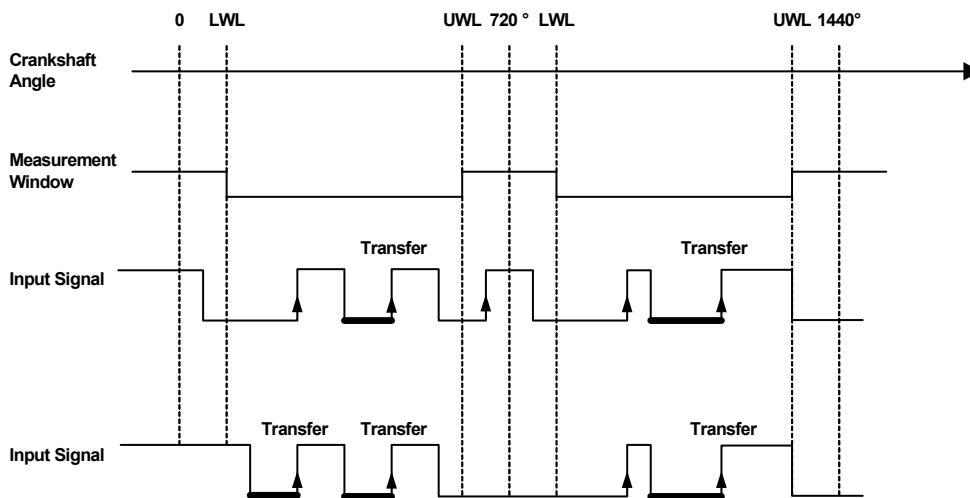 0 LWL UWL 720 ° LWL UWL 1440°
Crankshaft
Angle
Measurement
Window
Transfer Transfer
Input Signal
Transfer Transfer Transfer
Input Signal